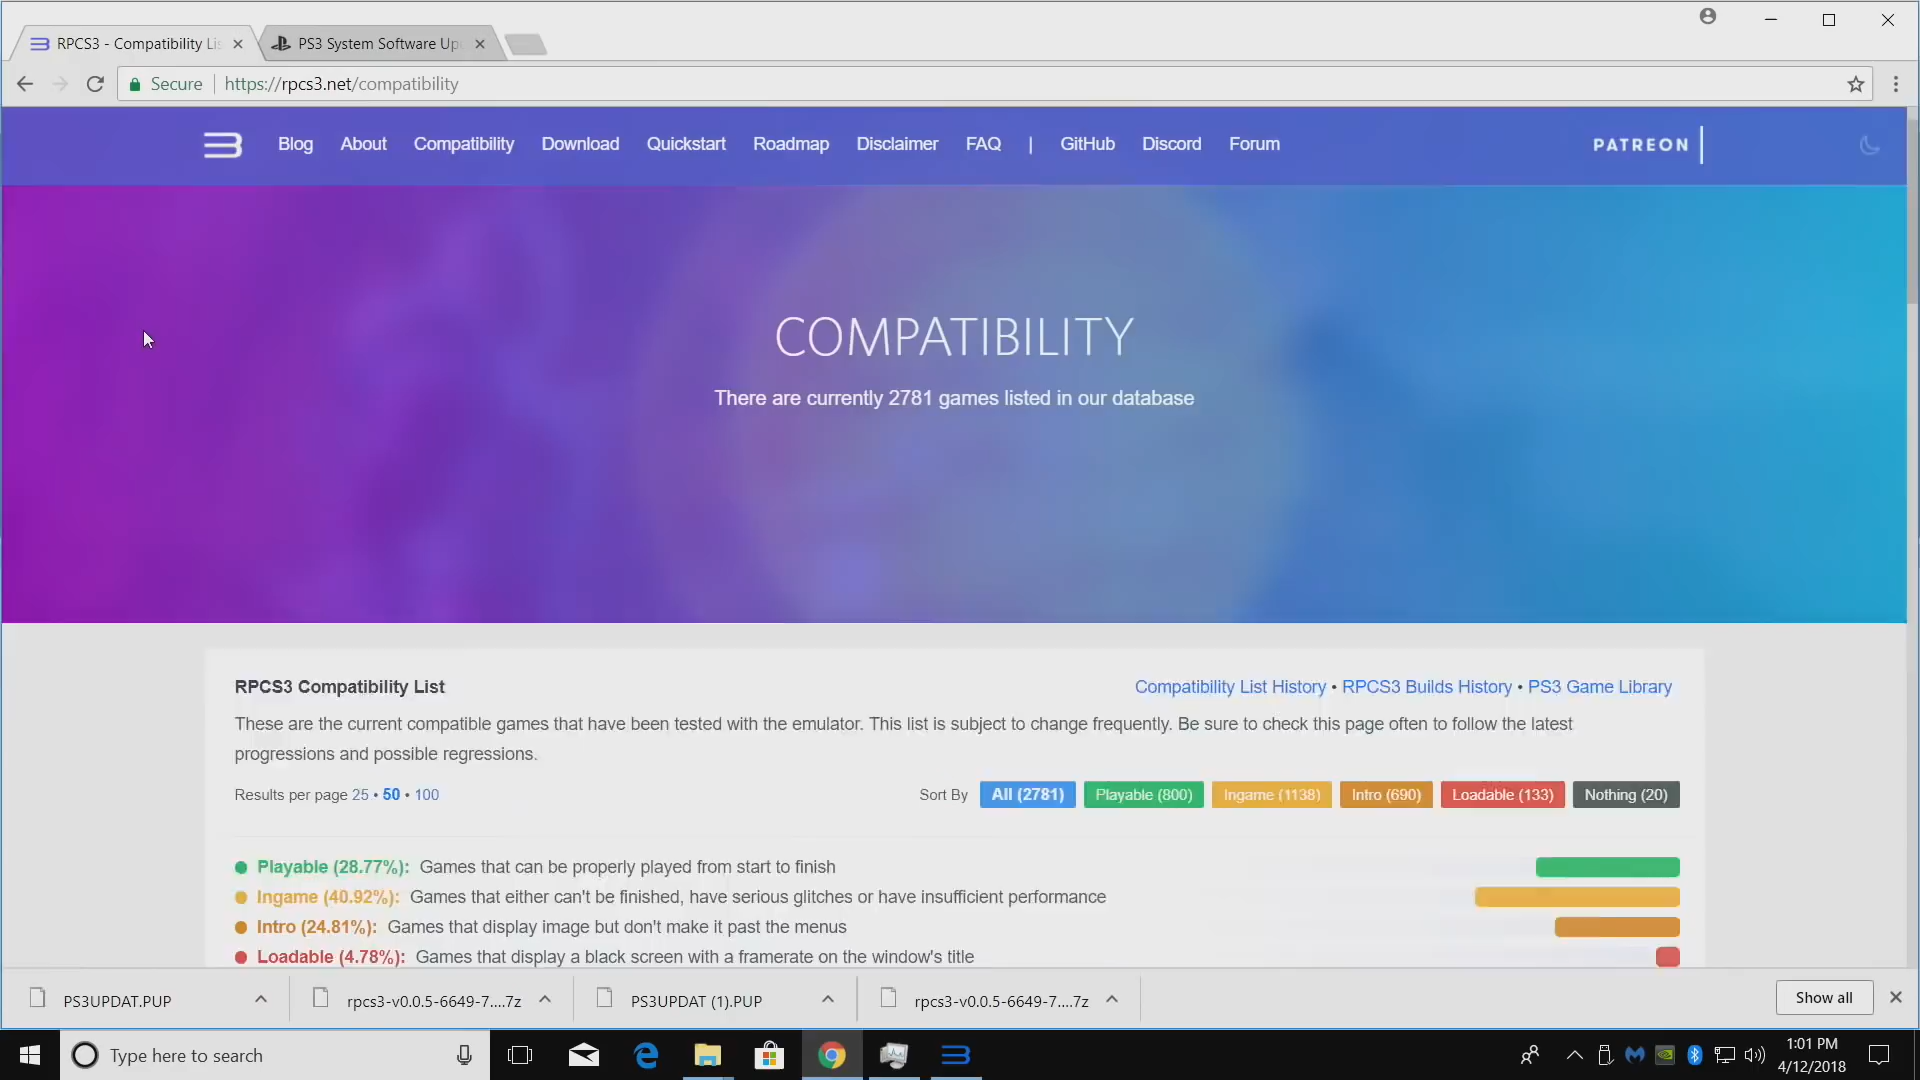 RPCS3 - Compatibility Lis
PS3 System Software Up
Secure https://rpcs3.net/compatibility
Blog About Compatibility Download Quickstart Roadmap Disclaimer FAQ | GitHub Discord Forum PATREON
COMPATIBILITY
There are currently 2781 games listed in our database
RPCS3 Compatibility List
Compatibility List History • RPCS3 Builds History • PS3 Game Library
These are the current compatible games that have been tested with the emulator. This list is subject to change frequently. Be sure to check this page often to follow the latest
progressions and possible regressions.
Results per page 25 • 50 • 100
Sort By All (2781) Playable (800) Ingame (1138) Intro (690) Loadable (133) Nothing (20)
Playable (28.77%): Games that can be properly played from start to finish
Ingame (40.92%): Games that either can't be finished, have serious glitches or have insufficient performance
Intro (24.81%): Games that display image but don't make it past the menus
Loadable (4.78%): Games that display a black screen with a framerate on the window's title
PS3UPDAT.PUP
rpcs3-v0.0.5-6649-7....7z
PS3UPDAT (1).PUP
rpcs3-v0.0.5-6649-7....7z
Show all
Type here to search
1:01 PM
4/12/2018